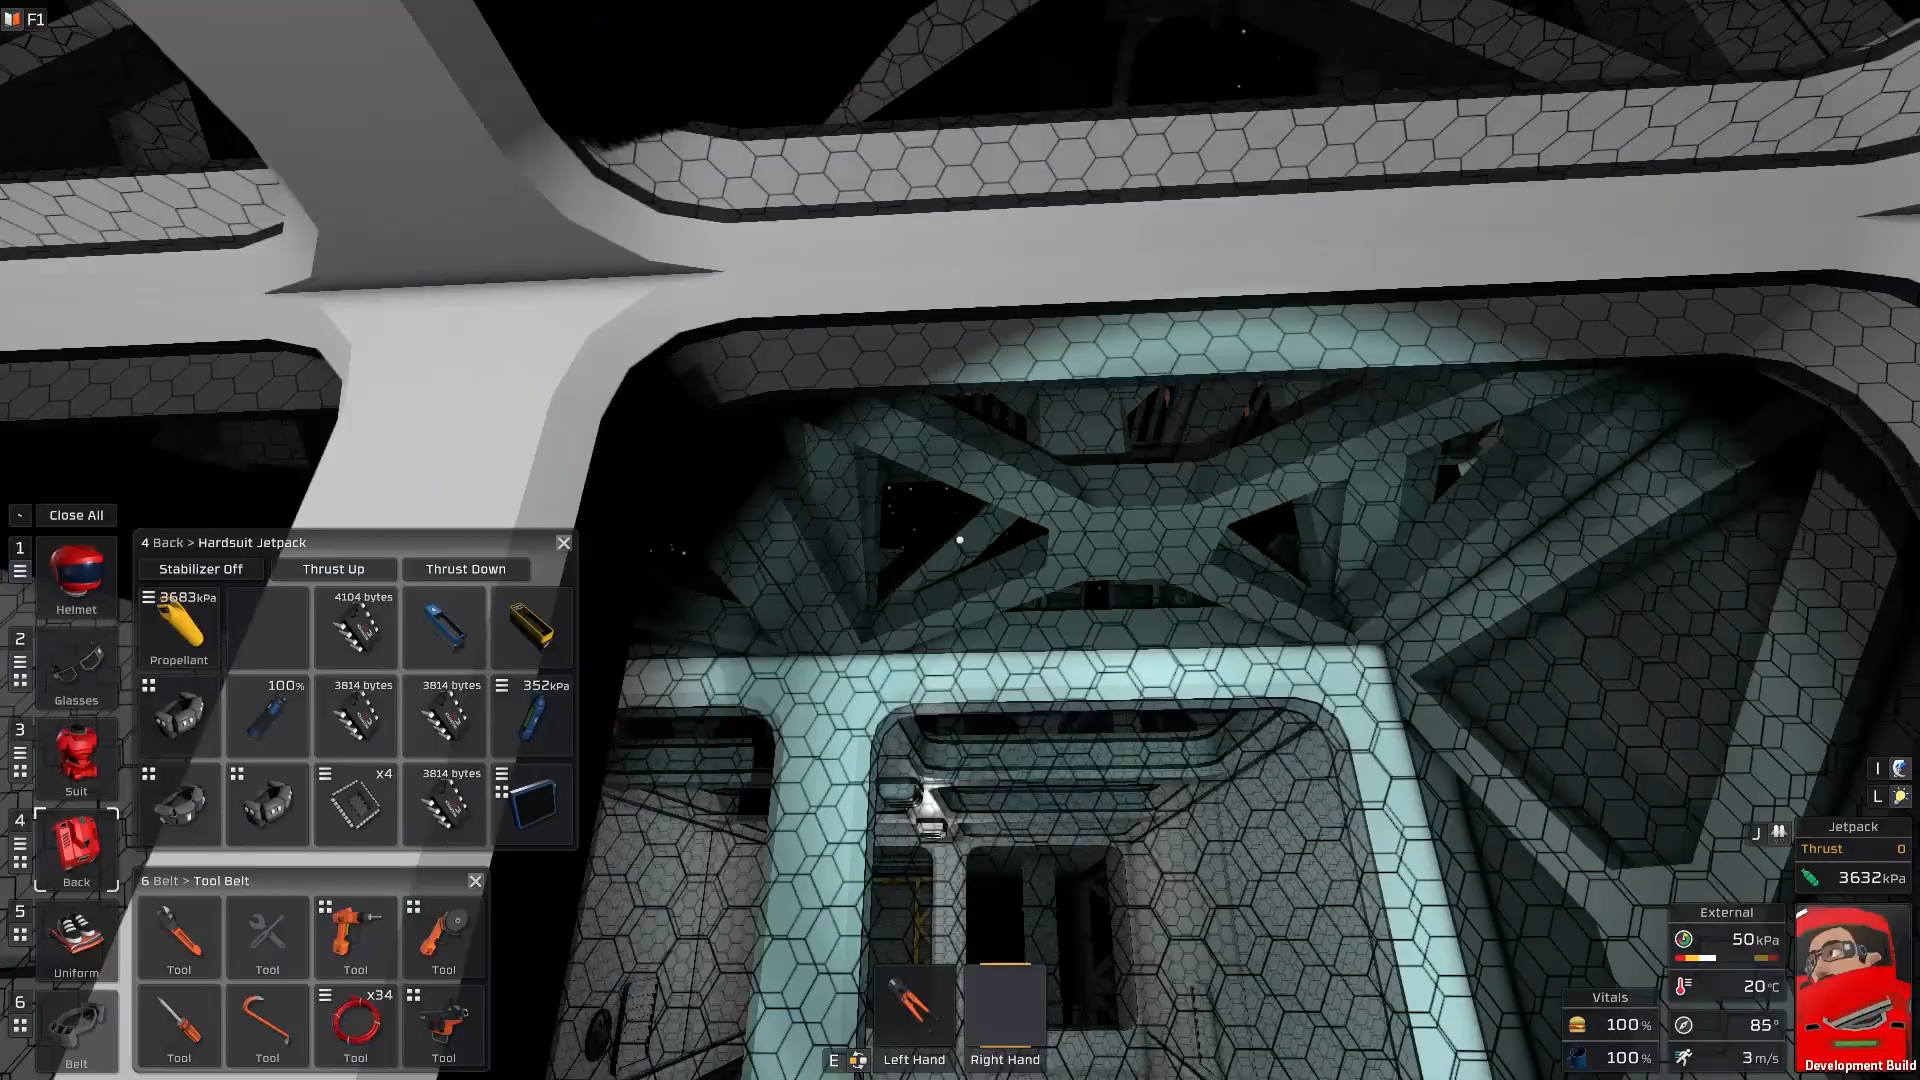 F1
~ Close All
1 Helmet
2 Glasses
3 Suit
4 Back
5 Uniform
6 Belt
4 Back > Hardsuit Jetpack
Stabilizer Off Thrust Up Thrust Down
3683kPa 4104 bytes
Propellant
100% 3814 bytes 3814 bytes 352kPa
x4 3814 bytes
6 Belt > Tool Belt
Tool Tool Tool Tool
x34
Tool Tool Tool Tool
E Left Hand Right Hand
I
L
J
Jetpack
Thrust 0
3632kPa
External
50kPa
20°C
85°
3m/s
Vitals
100%
100%
Development Build